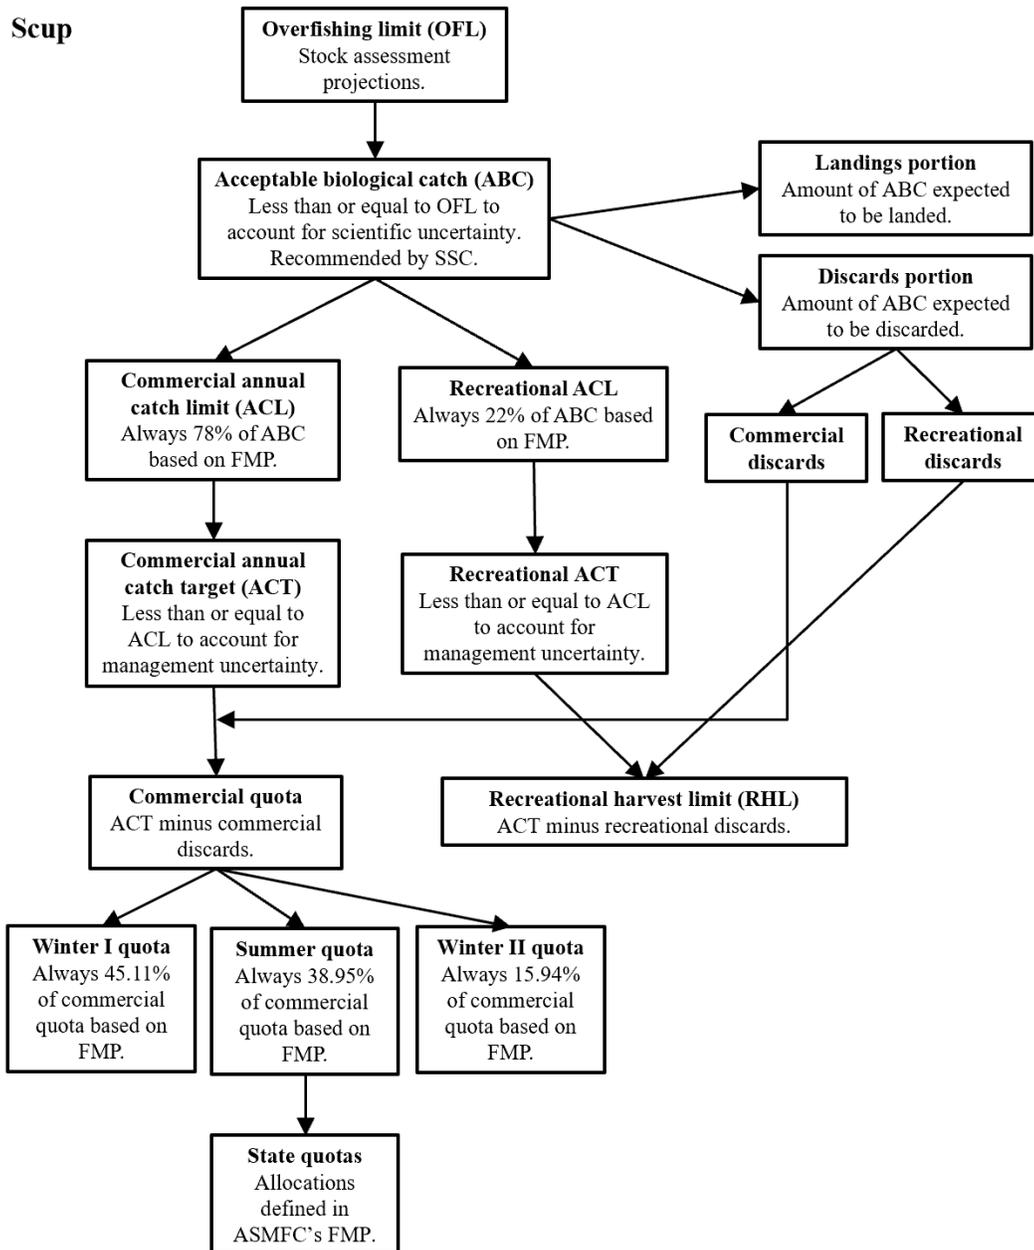 Scup
Overfishing limit (OFL)
Stock assessment
projections.
Acceptable biological catch (ABC)
Less than or equal to OFL to
account for scientific uncertainty.
Recommended by SSC.
Landings portion
Amount of ABC expected
to be landed.
Discards portion
Amount of ABC expected
to be discarded.
Commercial annual
catch limit (ACL)
Always 78% of ABC
based on FMP.
Recreational ACL
Always 22% of ABC based
on FMP.
Commercial
discards
Recreational
discards
Commercial annual
catch target (ACT)
Less than or equal to
ACL to account for
management uncertainty.
Recreational ACT
Less than or equal to ACL
to account for
management uncertainty.
Commercial quota
ACT minus commercial
discards.
Recreational harvest limit (RHL)
ACT minus recreational discards.
Winter I quota
Always 45.11%
of commercial
quota based on
FMP.
Summer quota
Always 38.95%
of commercial
quota based on
FMP.
Winter II quota
Always 15.94%
of commercial
quota based on
FMP.
State quotas
Allocations
defined in
ASMFC’s FMP.